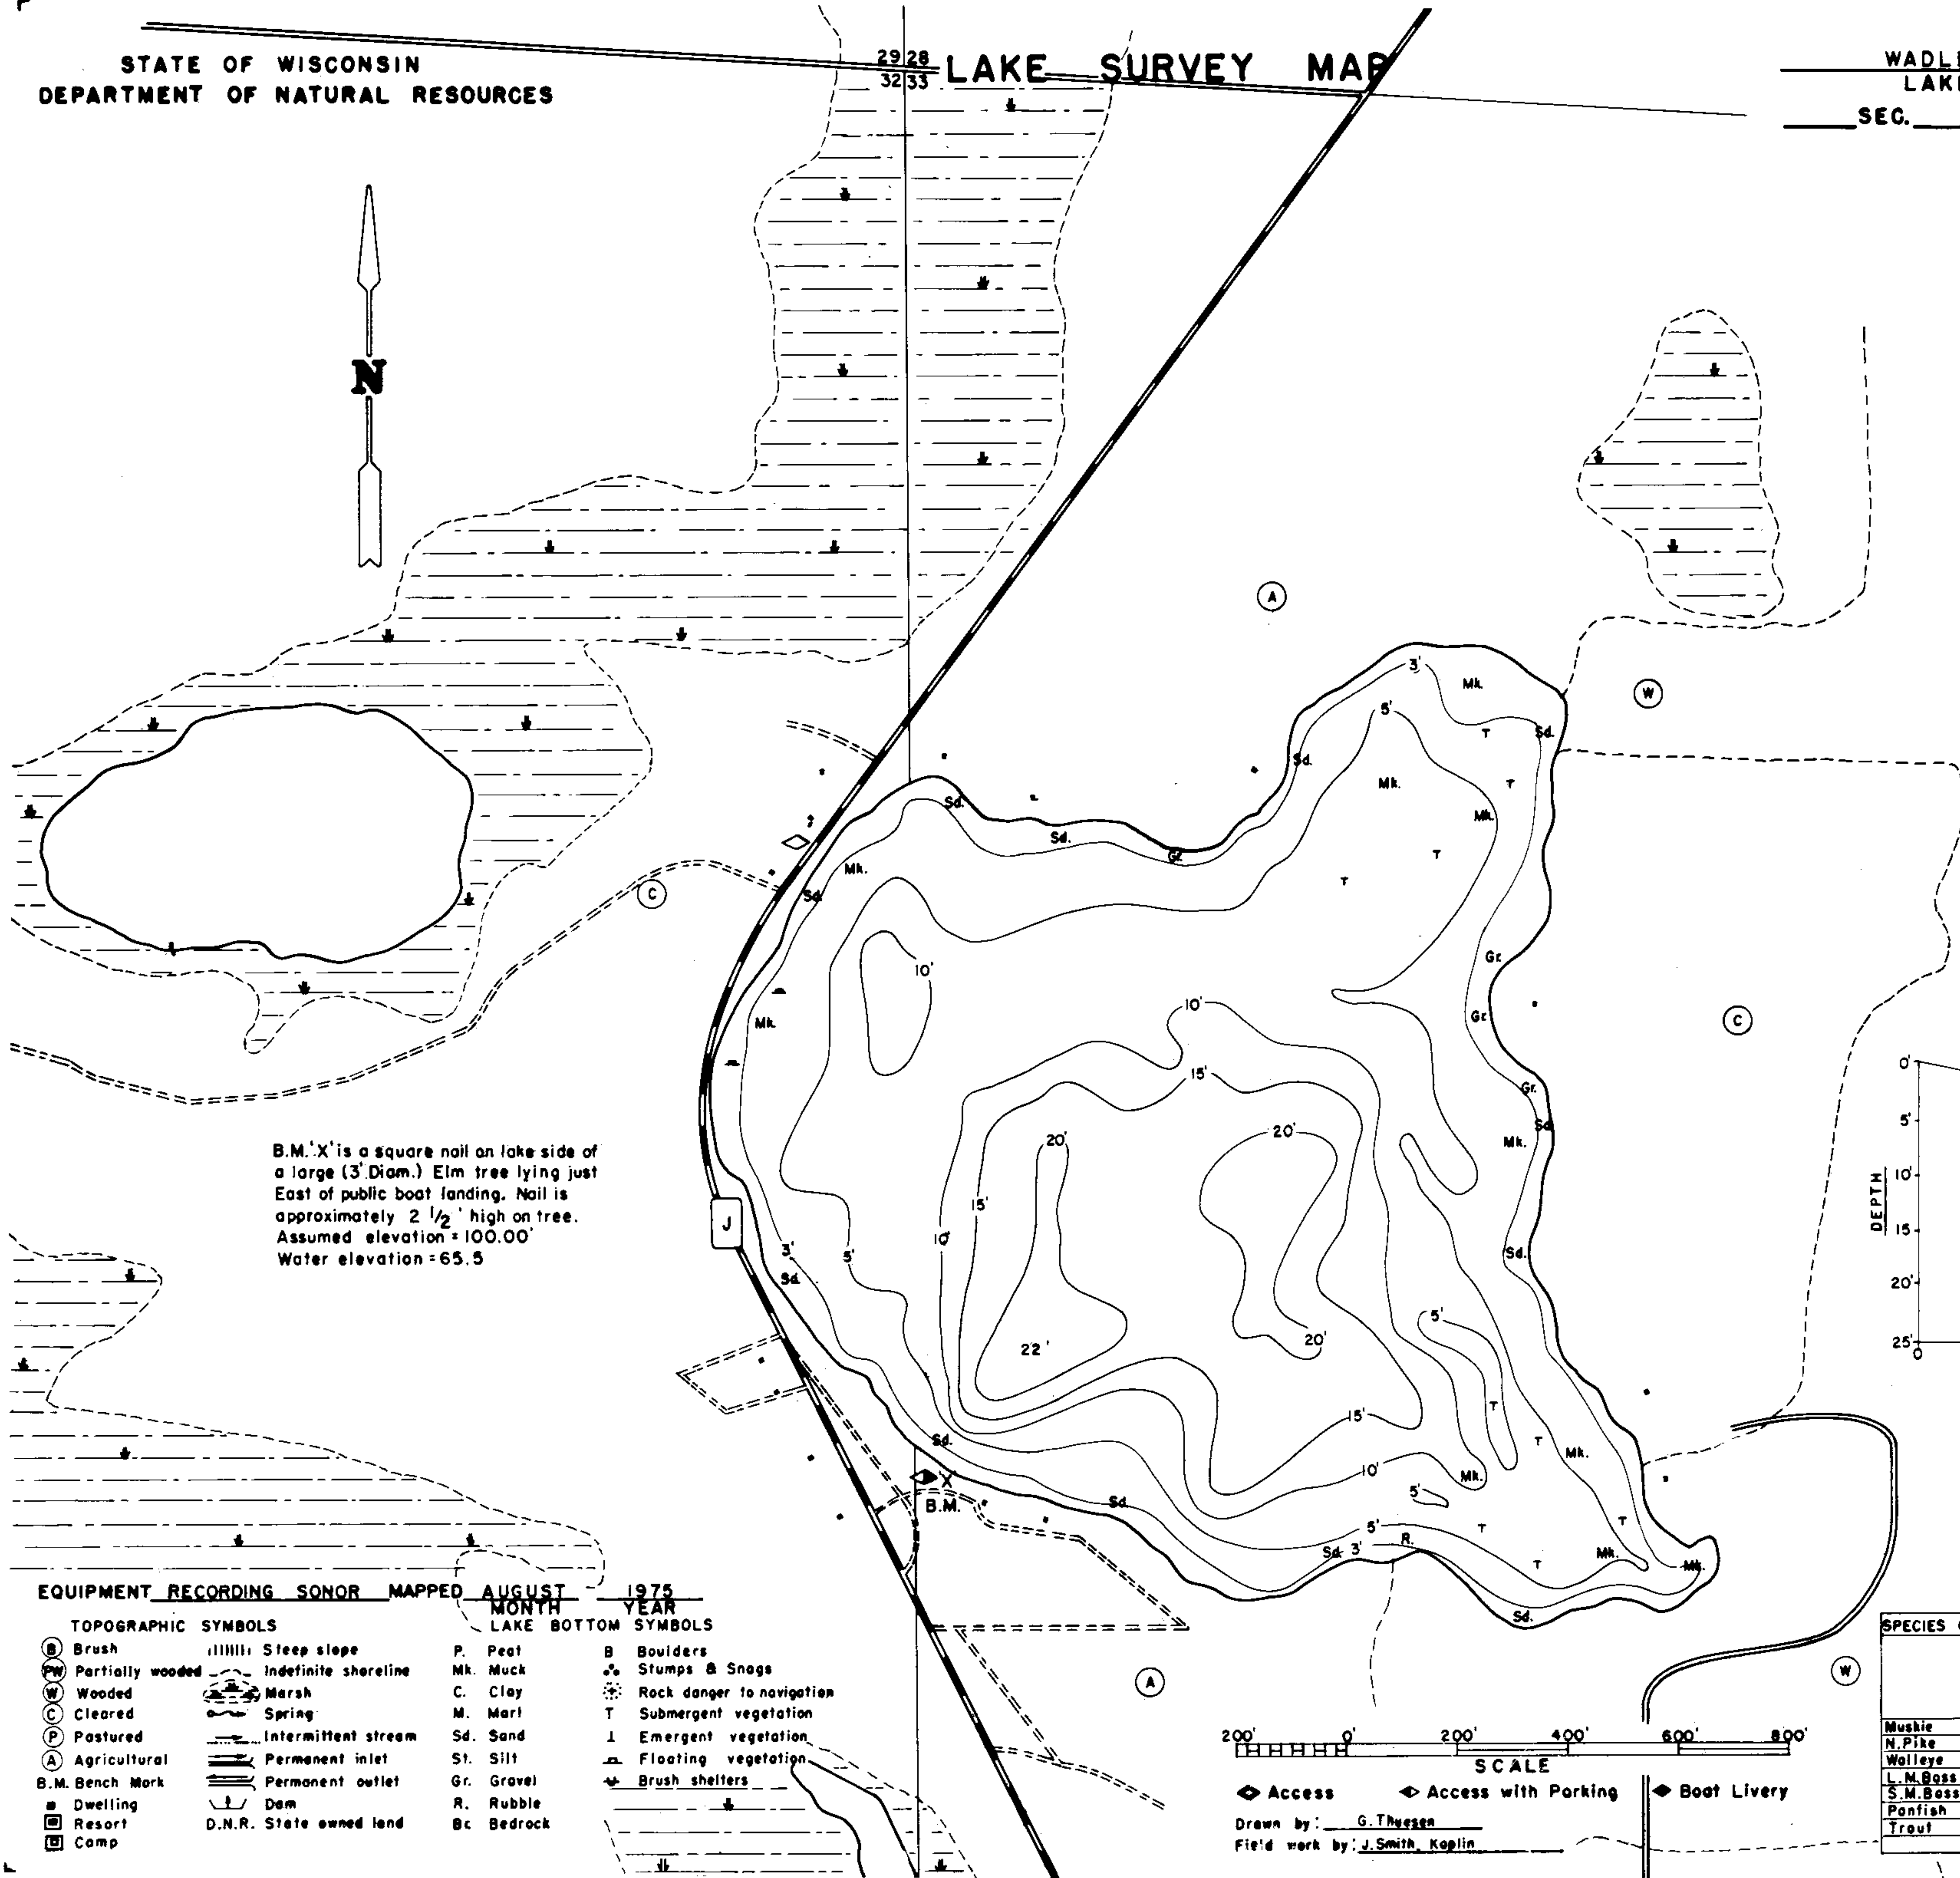 STATE OF WISCONSIN
DEPARTMENT OF NATURAL RESOURCES
29 28
32 33
LAKE SURVEY MAP
WADL
LAK
SEC.
N
A
W
3'
Mk.
5'
Sd.
T
Sd.
Mk.
T
Mk.
Sd.
Sd.
Gr.
T
T
Mk.
Sd.
C
10'
Gr.
10'
Gr.
Mk.
C
15'
Gr.
Sd.
Mk.
20'
20'
15'
10'
J
3'
5'
Sd.
Sd.
5'
20'
22'
15'
T
T
Mk.
Sd.
10'
Mk.
5'
'X'
B.M.
Sd.
5'
T
T
R.
Sd.
3'
Mk.
T
Mk.
Sd.
A
W
B.M.'X' is a square nail on lake side of
a large (3' Diam.) Elm tree lying just
East of public boat landing. Nail is
approximately 2 1/2 ' high on tree.
Assumed elevation = 100.00'
Water elevation = 65.5
DEPTH
0'
5'
10'
15'
20'
25'
0
EQUIPMENT RECORDING SONOR MAPPED AUGUST 1975
MONTH YEAR
TOPOGRAPHIC SYMBOLS
B Brush
PW Partially wooded
W Wooded
C Cleared
P Pastured
A Agricultural
B.M. Bench Mark
Dwelling
Resort
Camp
Steep slope
Indefinite shoreline
Marsh
Spring
Intermittent stream
Permanent inlet
Permanent outlet
Dam
D.N.R. State owned land
LAKE BOTTOM SYMBOLS
P. Peat
Mk. Muck
C. Clay
M. Marl
Sd. Sand
St. Silt
Gr. Gravel
R. Rubble
Bc Bedrock
B Boulders
Stumps & Snags
Rock danger to navigation
T Submergent vegetation
⊥ Emergent vegetation
Floating vegetation
Brush shelters
200' 0' 200' 400' 600' 800'
SCALE
Access Access with Parking Boat Livery
Drawn by: G. Thuesen
Field work by: J. Smith, Koplin
SPECIES
Muskie
N.Pike
Walleye
L.M.Bass
S.M.Bass
Panfish
Trout